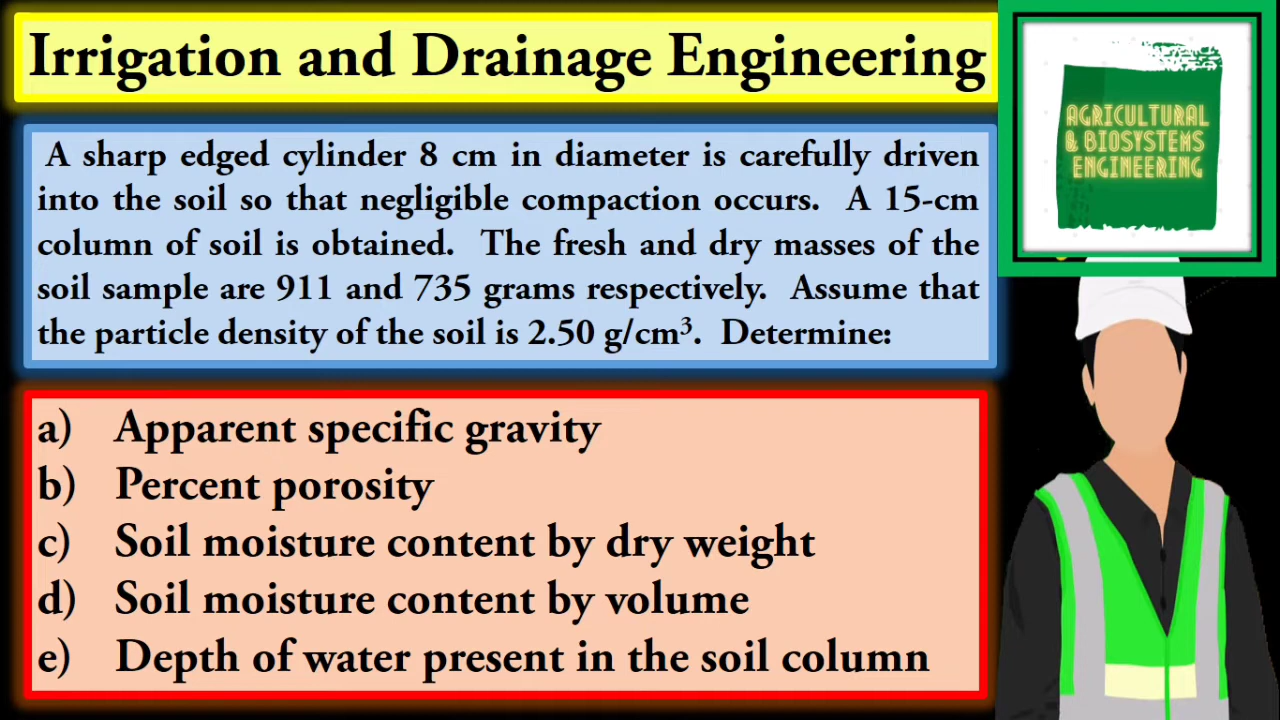 Irrigation and Drainage Engineering
AGRICULTURAL
& BIOSYSTEMS
ENGINEERING
A sharp edged cylinder 8 cm in diameter is carefully driven
into the soil so that negligible compaction occurs. A 15-cm
column of soil is obtained. The fresh and dry masses of the
soil sample are 911 and 735 grams respectively. Assume that
the particle density of the soil is 2.50 g/cm³. Determine:
a) Apparent specific gravity
b) Percent porosity
c) Soil moisture content by dry weight
d) Soil moisture content by volume
e) Depth of water present in the soil column